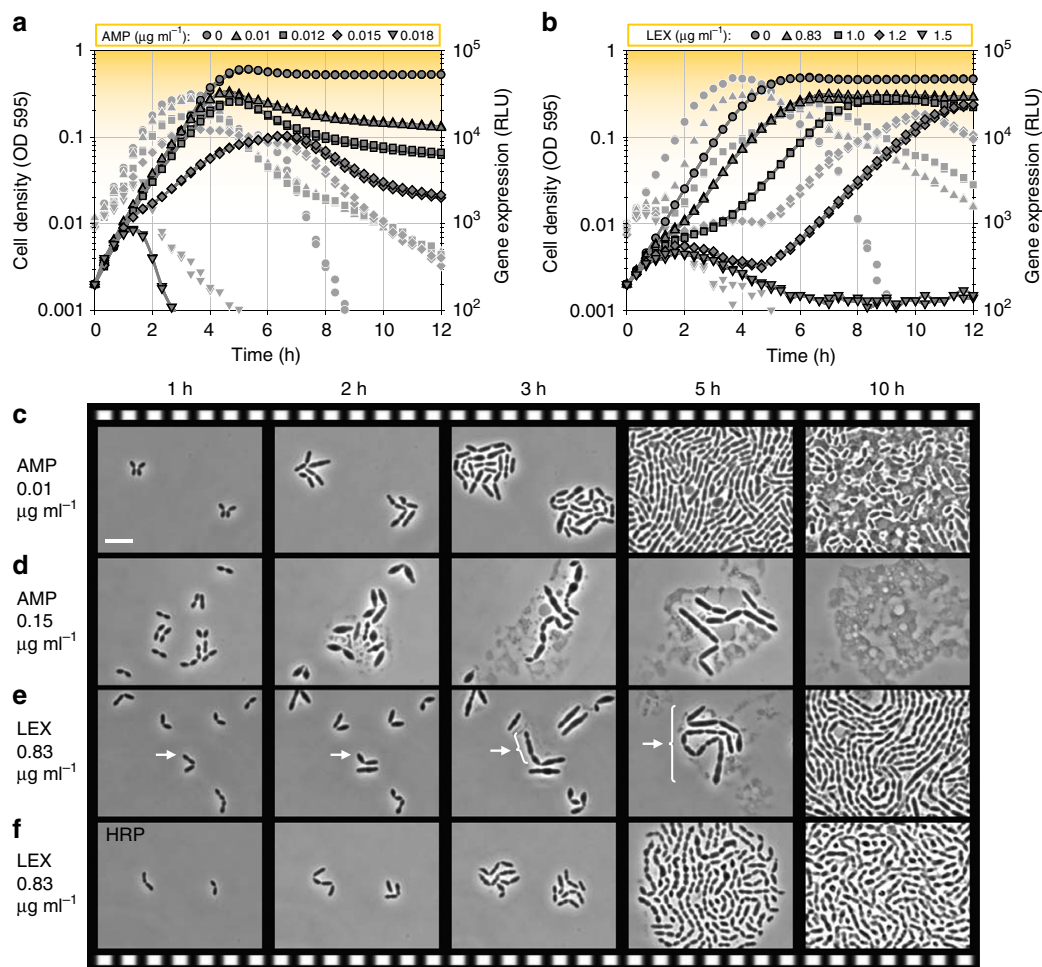 a
AMP (µg ml⁻¹): 0 0.01 0.012 0.015 0.018
Cell density (OD 595)
1
0.1
0.01
0.001
10⁵
10⁴
10³
10²
Gene expression (RLU)
0 2 4 6 8 10 12
Time (h)
b
LEX (µg ml⁻¹): 0 0.83 1.0 1.2 1.5
Cell density (OD 595)
1
0.1
0.01
0.001
10⁵
10⁴
10³
10²
Gene expression (RLU)
0 2 4 6 8 10 12
Time (h)
1 h 2 h 3 h 5 h 10 h
c
AMP
0.01
µg ml⁻¹
d
AMP
0.15
µg ml⁻¹
e
LEX
0.83
µg ml⁻¹
f
HRP
LEX
0.83
µg ml⁻¹